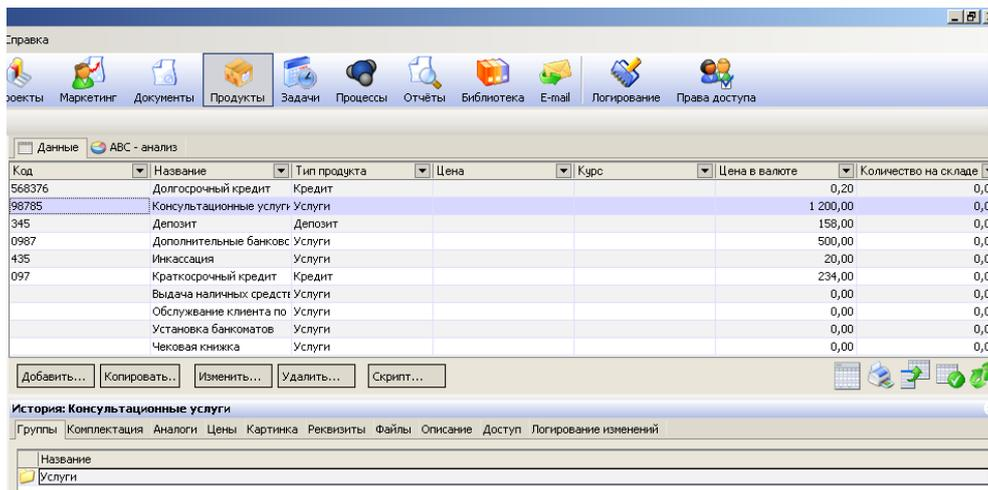 Справка
Маркетинг Документы Продукты Задачи Процессы Отчёты Библиотека E-mail Логирование Права доступа
Данные ABC - анализ
Код Название Тип продукта Цена Курс Цена в валюте Количество на складе
568376 Долгосрочный кредит Кредит 0,20 0,0
98785 Консультационные услуги Услуги 1 200,00 0,0
345 Депозит Депозит 158,00 0,0
0987 Дополнительные банковс Услуги 500,00 0,0
435 Инкассация Услуги 20,00 0,0
097 Краткосрочный кредит Кредит 234,00 0,0
Выдача наличных средств Услуги 0,00 0,0
Обслужвание клиента по Услуги 0,00 0,0
Установка банкоматов Услуги 0,00 0,0
Чековая книжка Услуги 0,00 0,0
Добавить... Копировать.. Изменить... Удалить... Скрипт...
История: Консультационные услуги
Группы Комплектация Аналоги Цены Картинка Реквизиты Файлы Описание Доступ Логирование изменений
Название
Услуги